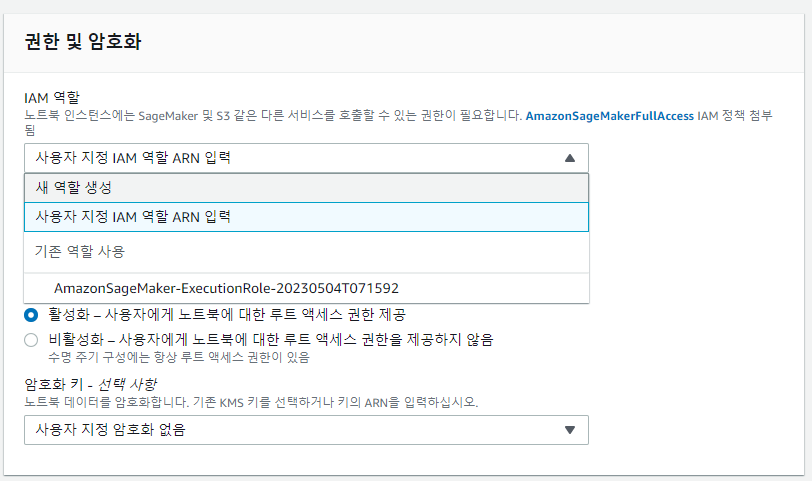 권한 및 암호화
IAM 역할
노트북 인스턴스에는 SageMaker 및 S3 같은 다른 서비스를 호출할 수 있는 권한이 필요합니다. AmazonSageMakerFullAccess IAM 정책 첨부
됨
사용자 지정 IAM 역할 ARN 입력
새 역할 생성
사용자 지정 IAM 역할 ARN 입력
기존 역할 사용
AmazonSageMaker-ExecutionRole-20230504T071592
활성화 – 사용자에게 노트북에 대한 루트 액세스 권한 제공
비활성화 – 사용자에게 노트북에 대한 루트 액세스 권한을 제공하지 않음
수명 주기 구성에는 항상 루트 액세스 권한이 있음
암호화 키 - 선택 사항
노트북 데이터를 암호화합니다. 기존 KMS 키를 선택하거나 키의 ARN을 입력하십시오.
사용자 지정 암호화 없음